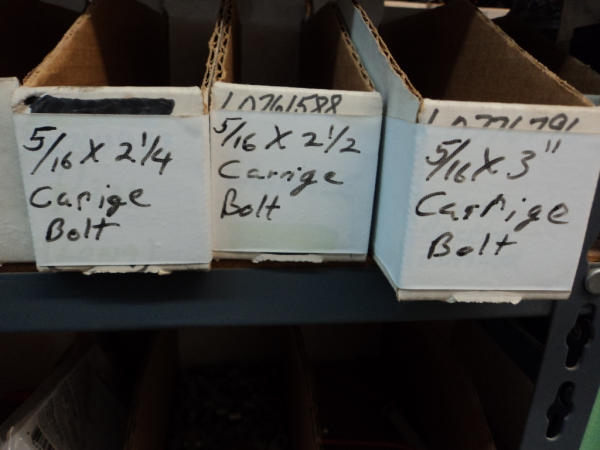 5/16 X 2 1/4
Carige
Bolt
LO761588
5/16 X 2 1/2
Carrige
Bolt
5/16 X 3"
Carrige
Bolt